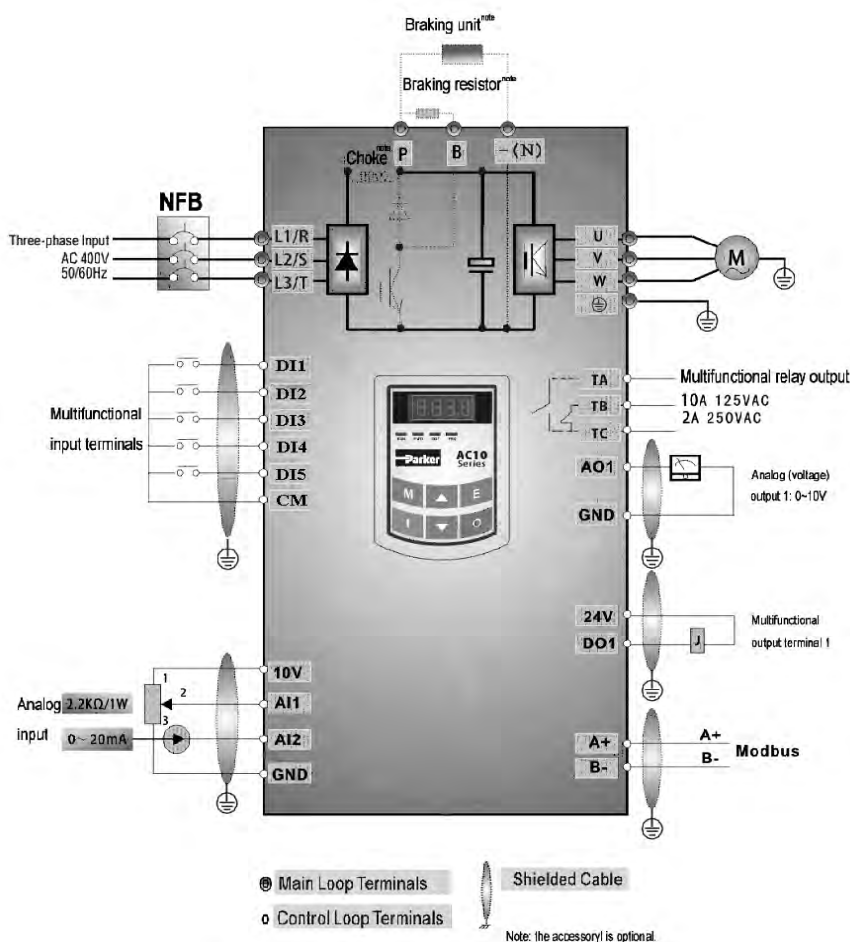 Braking unit note
Braking resistor note
Choke note
P
B
-(N)
NFB
Three-phase Input
AC 400V
50/60Hz
L1/R
L2/S
L3/T
U
V
W
M
DI1
DI2
DI3
DI4
DI5
CM
Multifunctional
input terminals
Parker
AC10
Series
M
E
I
O
TA
TB
TC
Multifunctional relay output
10A 125VAC
2A 250VAC
AO1
GND
Analog (voltage)
output 1: 0~10V
24V
DO1
J
Multifunctional
output terminal 1
10V
AI1
AI2
GND
1
2
3
Analog 2.2KΩ/1W
input 0~20mA
A+
B-
A+
B-
Modbus
Main Loop Terminals
Control Loop Terminals
Shielded Cable
Note: the accessoryl is optional.